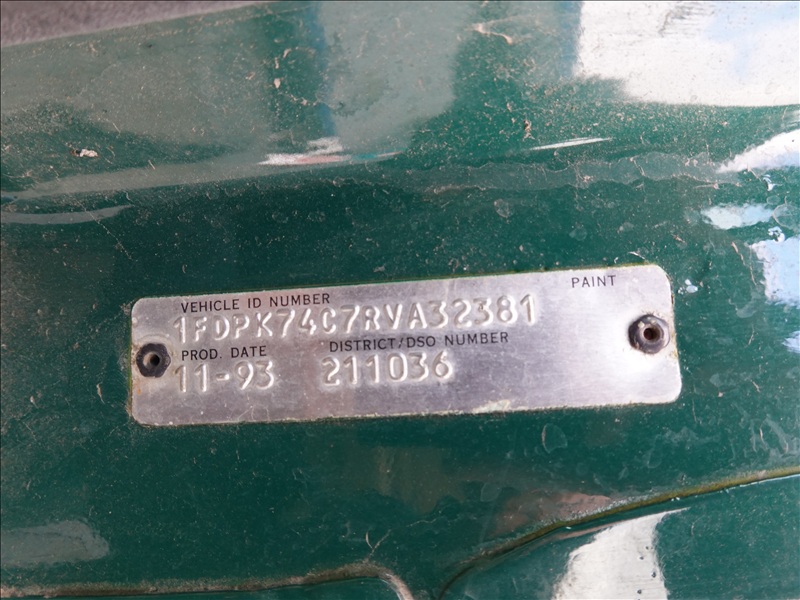 VEHICLE ID NUMBER PAINT
1FDPK74C7RVA32381
PROD. DATE DISTRICT/DSO NUMBER
11-93 211036